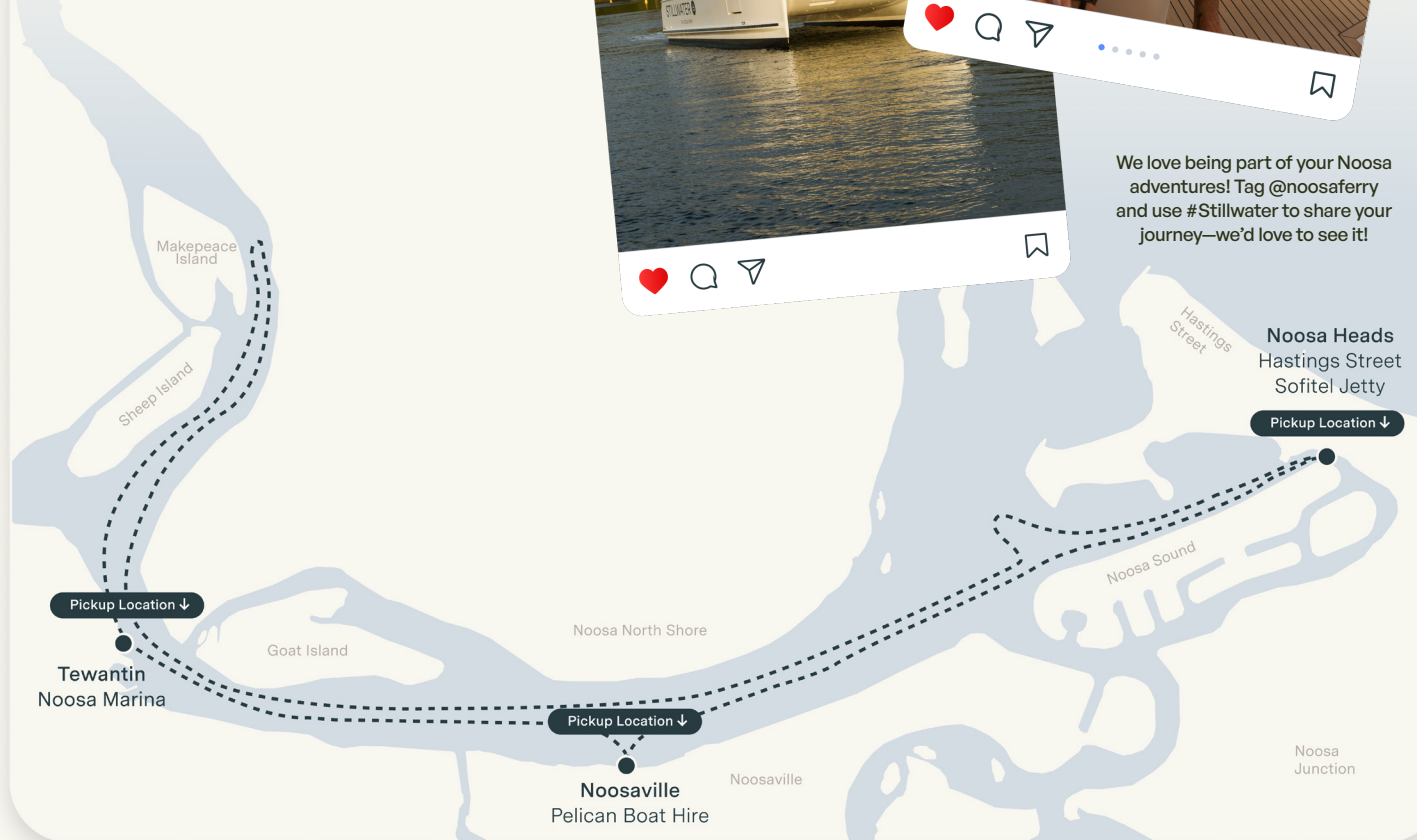 STILLWATER
We love being part of your Noosa
adventures! Tag @noosaferry
and use #Stillwater to share your
journey—we’d love to see it!
Makepeace
Island
Hastings
Street
Noosa Heads
Hastings Street
Sofitel Jetty
Pickup Location ↓
Sheep Island
Noosa Sound
Pickup Location ↓
Tewantin
Noosa Marina
Goat Island
Noosa North Shore
Pickup Location ↓
Noosaville
Pelican Boat Hire
Noosaville
Noosa
Junction